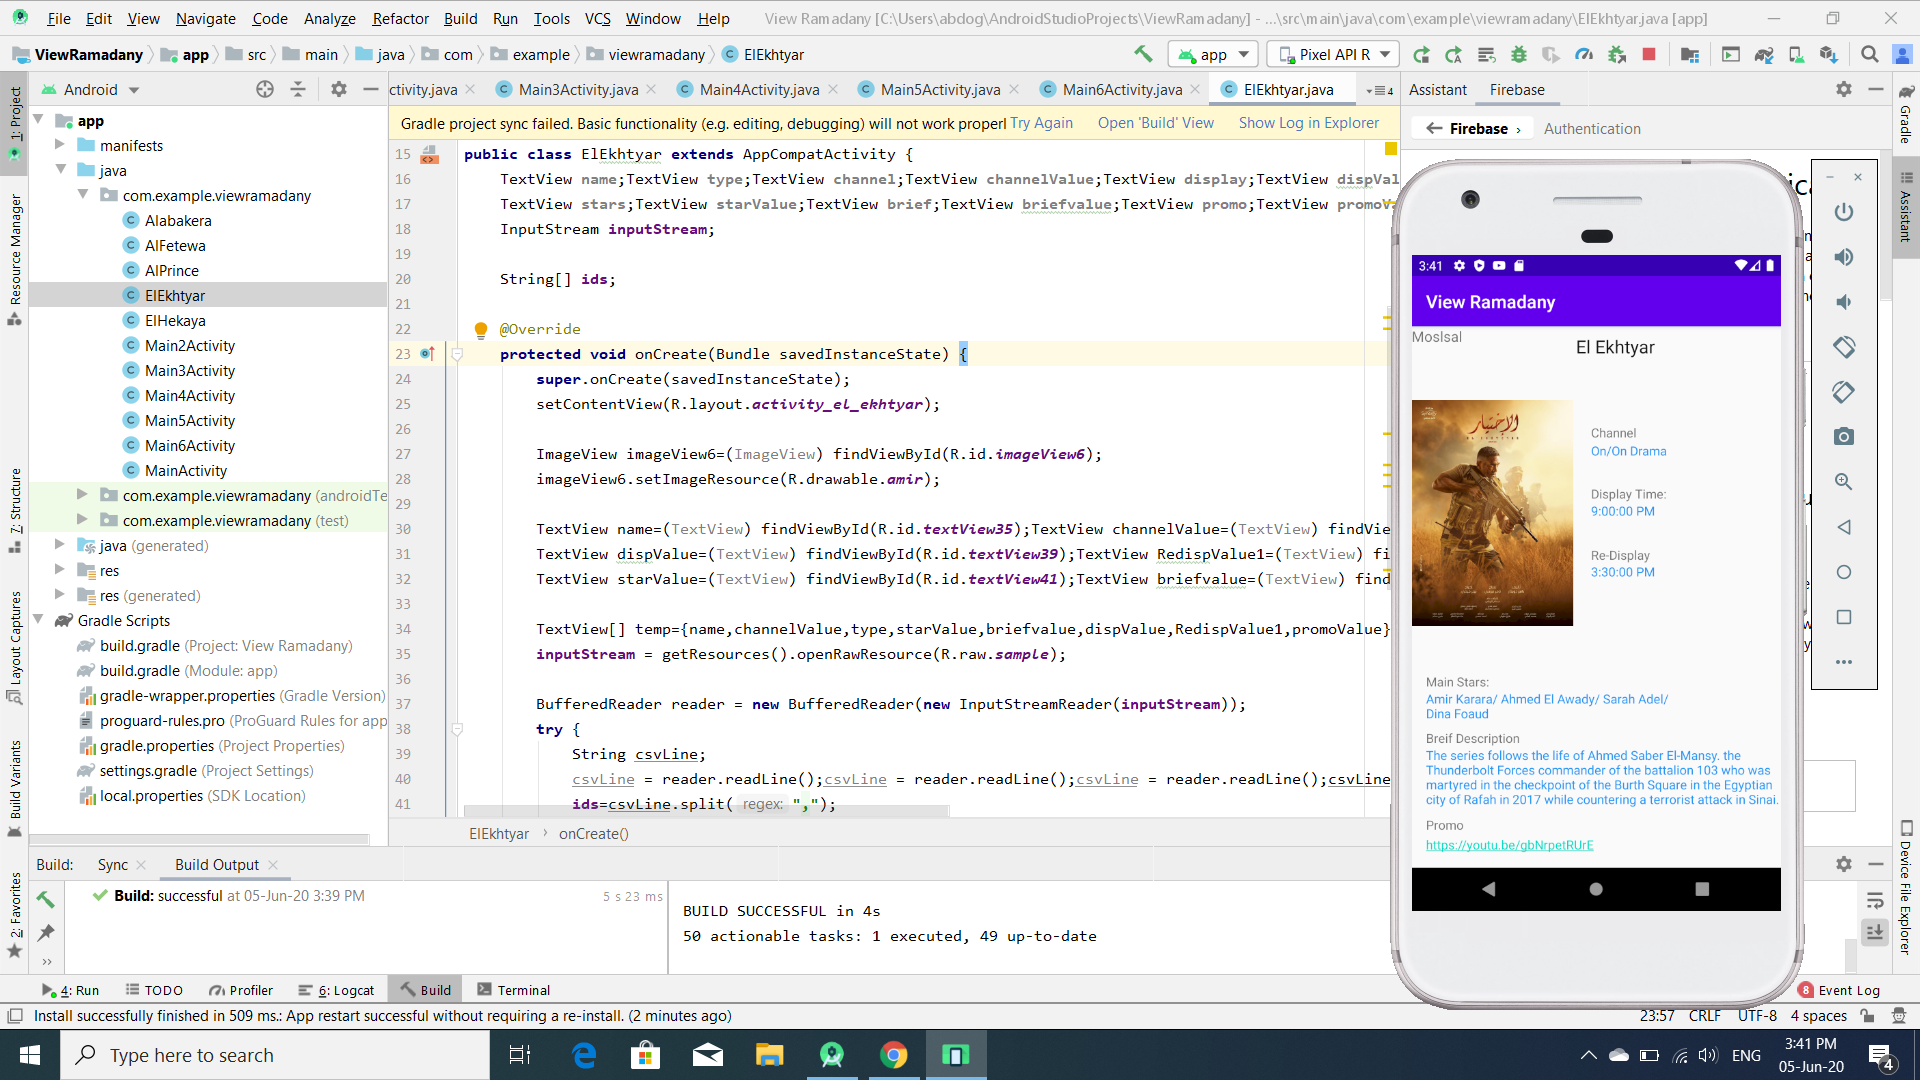 File Edit View Navigate Code Analyze Refactor Build Run Tools VCS Window Help View Ramadany [C:\Users\abdog\AndroidStudioProjects\ViewRamadany] - ...\src\main\java\com\example\viewramadany\ElEkhtyar.java [app]
ViewRamadany app src main java com example viewramadany ElEkhtyar app Pixel API R
Android
ctivity.java Main3Activity.java Main4Activity.java Main5Activity.java Main6Activity.java ElEkhtyar.java 4
Assistant Firebase
Gradle project sync failed. Basic functionality (e.g. editing, debugging) will not work properl Try Again Open 'Build' View Show Log in Explorer
Firebase › Authentication
1: Project
Resource Manager
7: Structure
Layout Captures
Build Variants
2: Favorites
app
manifests
java
com.example.viewramadany
Alabakera
AlFetewa
AlPrince
ElEkhtyar
ElHekaya
Main2Activity
Main3Activity
Main4Activity
Main5Activity
Main6Activity
MainActivity
com.example.viewramadany (androidTe
com.example.viewramadany (test)
java (generated)
res
res (generated)
Gradle Scripts
build.gradle (Project: View Ramadany)
build.gradle (Module: app)
gradle-wrapper.properties (Gradle Version)
proguard-rules.pro (ProGuard Rules for app
gradle.properties (Project Properties)
settings.gradle (Project Settings)
local.properties (SDK Location)
15 public class ElEkhtyar extends AppCompatActivity {
16 TextView name;TextView type;TextView channel;TextView channelValue;TextView display;TextView dispVal
17 TextView stars;TextView starValue;TextView brief;TextView briefvalue;TextView promo;TextView promoVa
18 InputStream inputStream;
19
20 String[] ids;
21
22 @Override
23 protected void onCreate(Bundle savedInstanceState) {
24 super.onCreate(savedInstanceState);
25 setContentView(R.layout.activity_el_ekhtyar);
26
27 ImageView imageView6=(ImageView) findViewById(R.id.imageView6);
28 imageView6.setImageResource(R.drawable.amir);
29
30 TextView name=(TextView) findViewById(R.id.textView35);TextView channelValue=(TextView) findVie
31 TextView dispValue=(TextView) findViewById(R.id.textView39);TextView RedispValue1=(TextView) fi
32 TextView starValue=(TextView) findViewById(R.id.textView41);TextView briefvalue=(TextView) find
33
34 TextView[] temp={name,channelValue,type,starValue,briefvalue,dispValue,RedispValue1,promoValue}
35 inputStream = getResources().openRawResource(R.raw.sample);
36
37 BufferedReader reader = new BufferedReader(new InputStreamReader(inputStream));
38 try {
39 String csvLine;
40 csvLine = reader.readLine();csvLine = reader.readLine();csvLine = reader.readLine();csvLine
41 ids=csvLine.split( regex: ",");
ElEkhtyar › onCreate()
3:41
View Ramadany
Moslsal
El Ekhtyar
الاختيار
Channel
On/On Drama
Display Time:
9:00:00 PM
Re-Display
3:30:00 PM
Main Stars:
Amir Karara/ Ahmed El Awady/ Sarah Adel/
Dina Foaud
Breif Description
The series follows the life of Ahmed Saber El-Mansy. the
Thunderbolt Forces commander of the battalion 103 who was
martyred in the checkpoint of the Burth Square in the Egyptian
city of Rafah in 2017 while countering a terrorist attack in Sinai.
Promo
https://youtu.be/gbNrpetRUrE
Gradle
Assistant
Device File Explorer
Build: Sync Build Output
Build: successful at 05-Jun-20 3:39 PM 5 s 23 ms
BUILD SUCCESSFUL in 4s
50 actionable tasks: 1 executed, 49 up-to-date
4: Run TODO Profiler 6: Logcat Build Terminal 8 Event Log
Install successfully finished in 509 ms.: App restart successful without requiring a re-install. (2 minutes ago) 23:57 CRLF UTF-8 4 spaces
Type here to search
ENG
3:41 PM
05-Jun-20
4